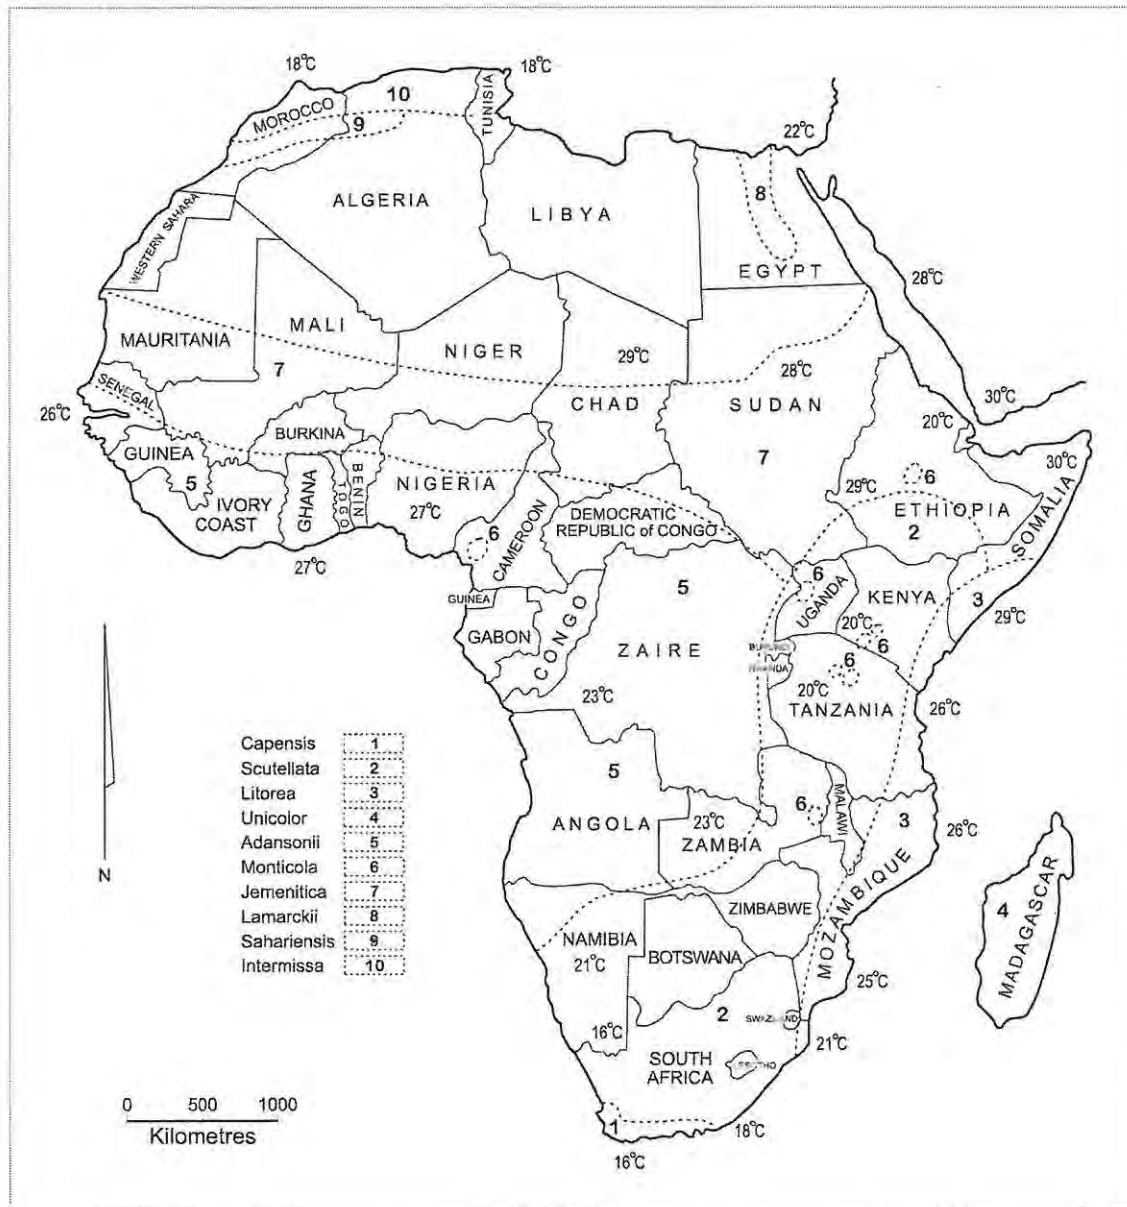 18°C
18°C
10
MOROCCO
TUNISIA
9
22°C
8
ALGERIA
LIBYA
WESTERN SAHARA
EGYPT
28°C
MALI
MAURITANIA
NIGER
29°C
28°C
7
SENEGAL
26°C
CHAD
SUDAN
30°C
20°C
BURKINA
GUINEA
5
IVORY
COAST
GHANA
TOGO
BENIN
NIGERIA
27°C
7
30°C
29°C
6
ETHIOPIA
2
SOMALIA
DEMOCRATIC
REPUBLIC of CONGO
6
CAMEROON
27°C
5
6
UGANDA
KENYA
3
29°C
GUINEA
GABON
CONGO
ZAIRE
20°C
6
BURUNDI
RWANDA
6
20°C
TANZANIA
23°C
26°C
Capensis 1
Scutellata 2
Litorea 3
Unicolor 4
Adansonii 5
Monticola 6
Jemenitica 7
Lamarckii 8
Sahariensis 9
Intermissa 10
5
ANGOLA
6
MALAWI
23°C
ZAMBIA
3
26°C
N
MOZAMBIQUE
4
MADAGASCAR
ZIMBABWE
NAMIBIA
21°C
BOTSWANA
25°C
2
SWAZILAND
16°C
21°C
SOUTH
AFRICA
LESOTHO
0 500 1000
Kilometres
1
18°C
16°C